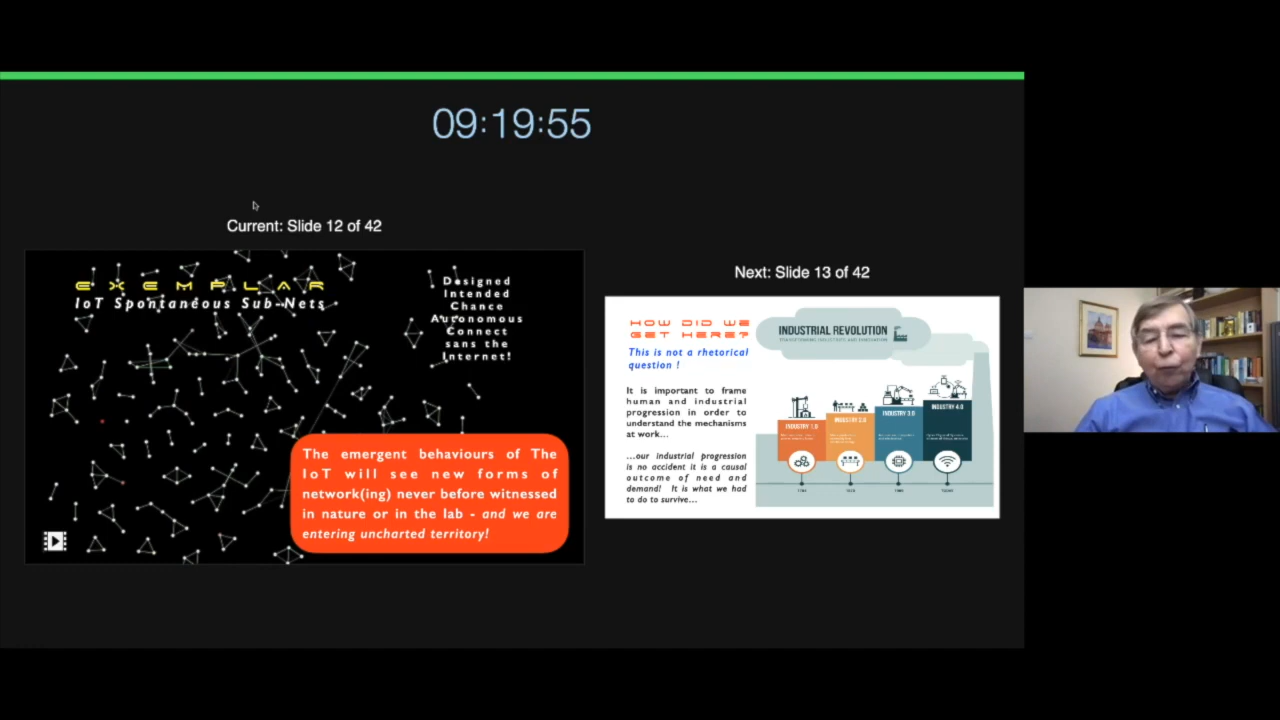 09:19:55
Current: Slide 12 of 42
EXEMPLAR
IoT Spontaneous Sub-Nets
Designed
Intended
Chance
Autonomous
Connect
sans the
Internet!
The emergent behaviours of The
IoT will see new forms of
network(ing) never before witnessed
in nature or in the lab - and we are
entering uncharted territory!
Next: Slide 13 of 42
HOW DID WE
GET HERE?
This is not a rhetorical
question !
It is important to frame
human and industrial
progression in order to
understand the mechanisms
at work...
...our industrial progression
is no accident it is a causal
outcome of need and
demand! It is what we had
to do to survive...
INDUSTRIAL REVOLUTION
INDUSTRY 1.0
INDUSTRY 2.0
INDUSTRY 3.0
INDUSTRY 4.0